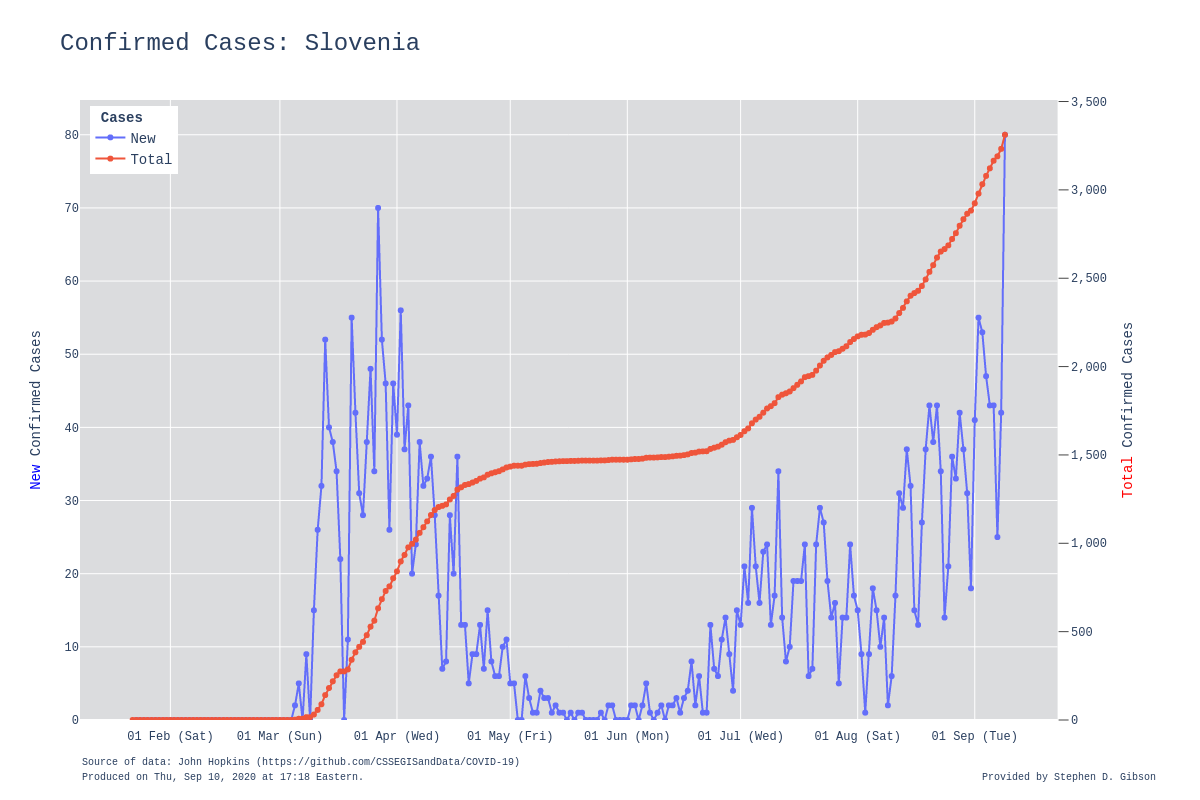 Confirmed Cases: Slovenia
Cases
New
Total
80
70
60
50
40
30
20
10
0
New Confirmed Cases
3,500
3,000
2,500
2,000
1,500
1,000
500
0
Total Confirmed Cases
01 Feb (Sat) 01 Mar (Sun) 01 Apr (Wed) 01 May (Fri) 01 Jun (Mon) 01 Jul (Wed) 01 Aug (Sat) 01 Sep (Tue)
Source of data: John Hopkins (https://github.com/CSSEGISandData/COVID-19)
Produced on Thu, Sep 10, 2020 at 17:18 Eastern.
Provided by Stephen D. Gibson